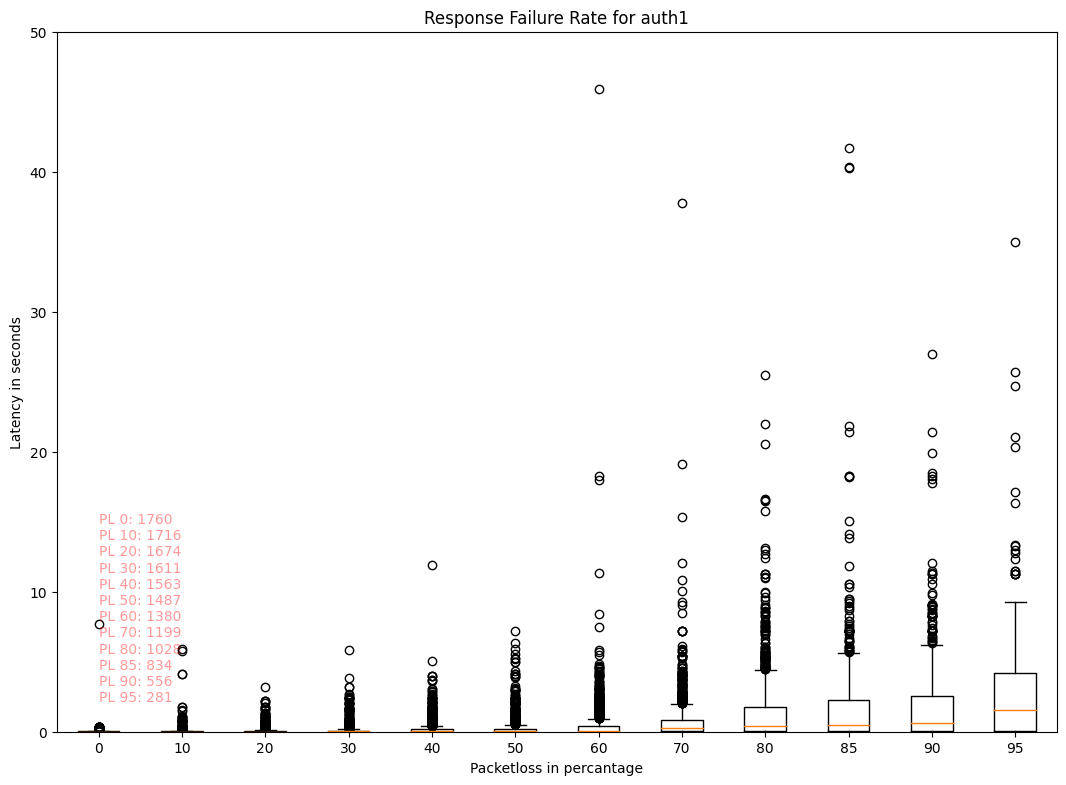 Response Failure Rate for auth1
50
40
30
20
10
0
Latency in seconds
PL 0: 1760
PL 10: 1716
PL 20: 1674
PL 30: 1611
PL 40: 1563
PL 50: 1487
PL 60: 1380
PL 70: 1199
PL 80: 1028
PL 85: 834
PL 90: 556
PL 95: 281
0 10 20 30 40 50 60 70 80 85 90 95
Packetloss in percantage